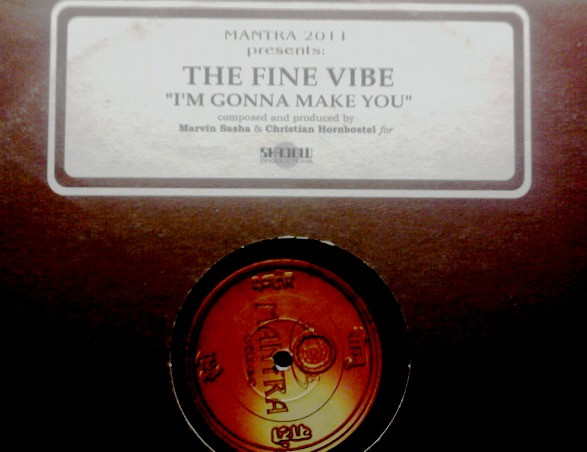 MANTRA 2011
presents:
THE FINE VIBE
"I'M GONNA MAKE YOU"
composed and produced by
Marvin Sasha & Christian Hornbostel for
SHADOW
MANTRA